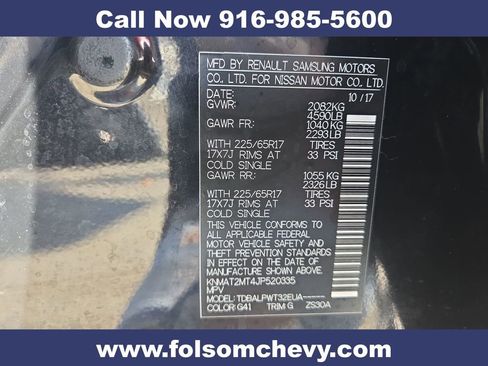 Call Now 916-985-5600
MFD BY RENAULT SAMSUNG MOTORS
CO., LTD. FOR NISSAN MOTOR CO., LTD.
DATE: 10 / 17
GVWR: 2082KG
4590LB
GAWR FR: 1040 KG
2293LB
WITH 225/65R17 TIRES
17X7J RIMS AT 33 PSI
COLD SINGLE
GAWR RR: 1055 KG
2326LB
WITH 225/65R17 TIRES
17X7J RIMS AT 33 PSI
COLD SINGLE
THIS VEHICLE CONFORMS TO
ALL APPLICABLE FEDERAL
MOTOR VEHICLE SAFETY AND
THEFT PREVENTION STANDARDS
IN EFFECT ON THE DATE OF
MANUFACTURE SHOWN ABOVE.
KNMAT2MT4JP520335
MPV
MODEL: TDBALPWT32EUA-----
COLOR: G41 TRIM: G ZS30A
www.folsomchevy.com